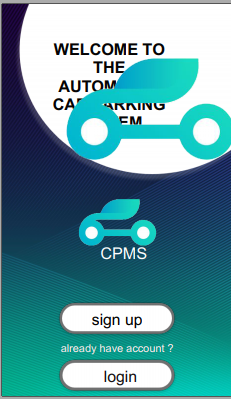 WELCOME TO
THE
CPMS
sign up
already have account ?
login